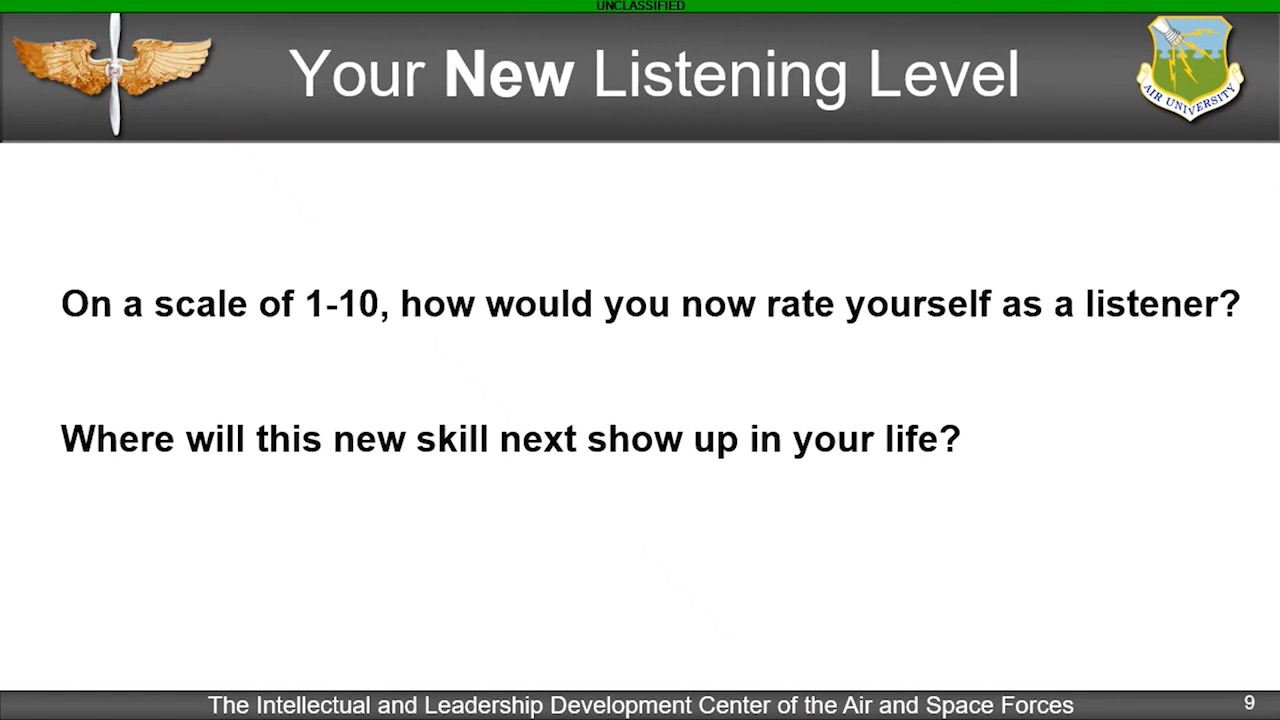 UNCLASSIFIED
Your New Listening Level
AIR UNIVERSITY
On a scale of 1-10, how would you now rate yourself as a listener?
Where will this new skill next show up in your life?
The Intellectual and Leadership Development Center of the Air and Space Forces
9